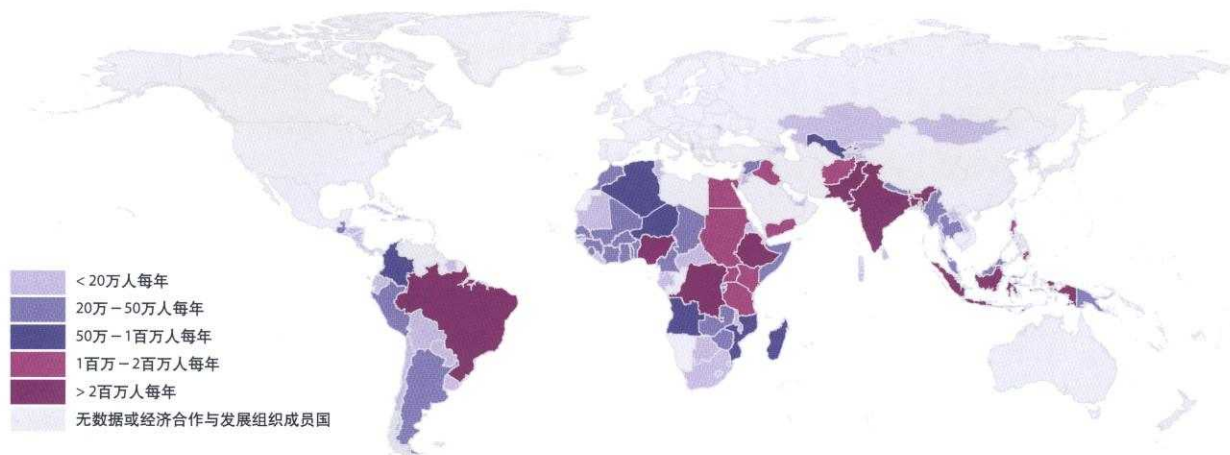 < 20万人每年
20万－50万人每年
50万－1百万人每年
1百万－2百万人每年
> 2百万人每年
无数据或经济合作与发展组织成员国